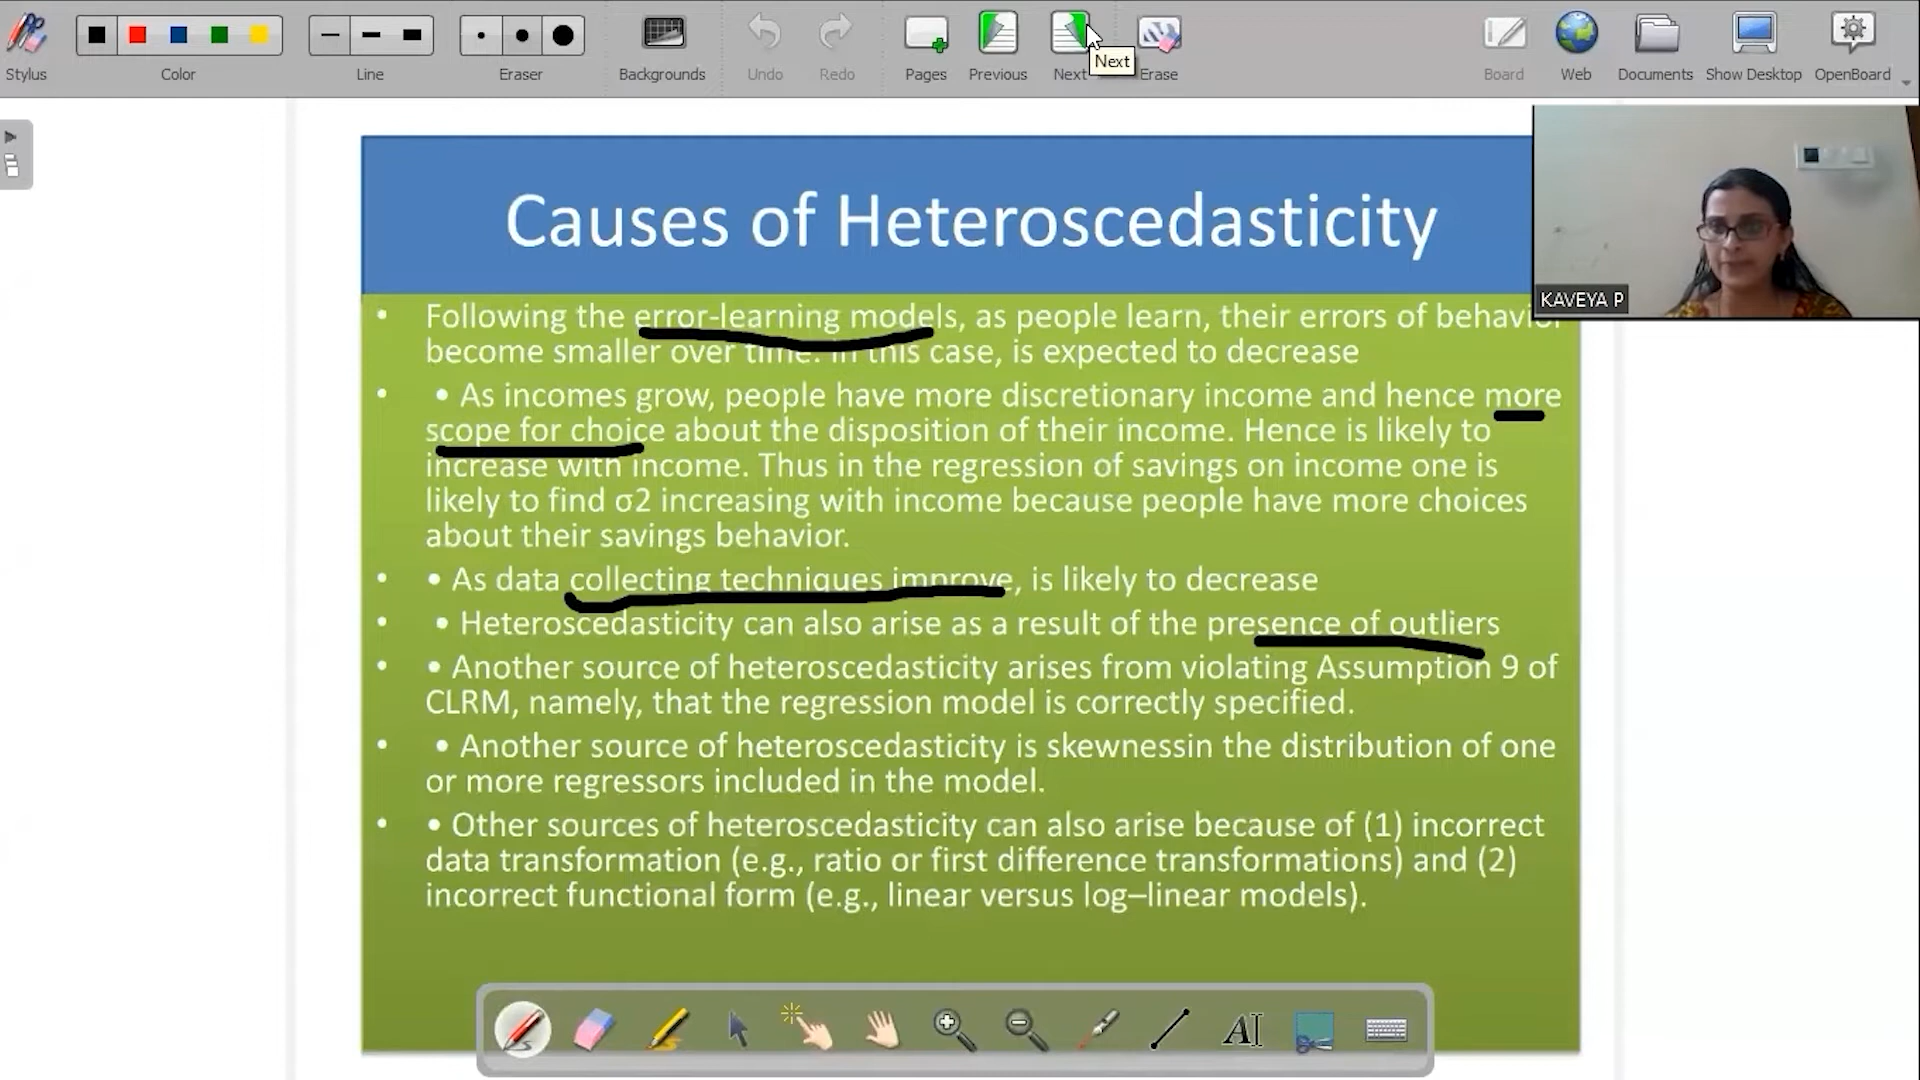 Stylus
Color
Line
Eraser
Backgrounds
Undo
Redo
Pages
Previous
Next
Next
Erase
Board
Web
Documents
Show Desktop
OpenBoard
KAVEYA P
Causes of Heteroscedasticity
• Following the error-learning models, as people learn, their errors of behavior
become smaller over time. In this case, is expected to decrease
• • As incomes grow, people have more discretionary income and hence more
scope for choice about the disposition of their income. Hence is likely to
increase with income. Thus in the regression of savings on income one is
likely to find σ2 increasing with income because people have more choices
about their savings behavior.
• • As data collecting techniques improve, is likely to decrease
• • Heteroscedasticity can also arise as a result of the presence of outliers
• • Another source of heteroscedasticity arises from violating Assumption 9 of
CLRM, namely, that the regression model is correctly specified.
• • Another source of heteroscedasticity is skewnessin the distribution of one
or more regressors included in the model.
• • Other sources of heteroscedasticity can also arise because of (1) incorrect
data transformation (e.g., ratio or first difference transformations) and (2)
incorrect functional form (e.g., linear versus log–linear models).
AI